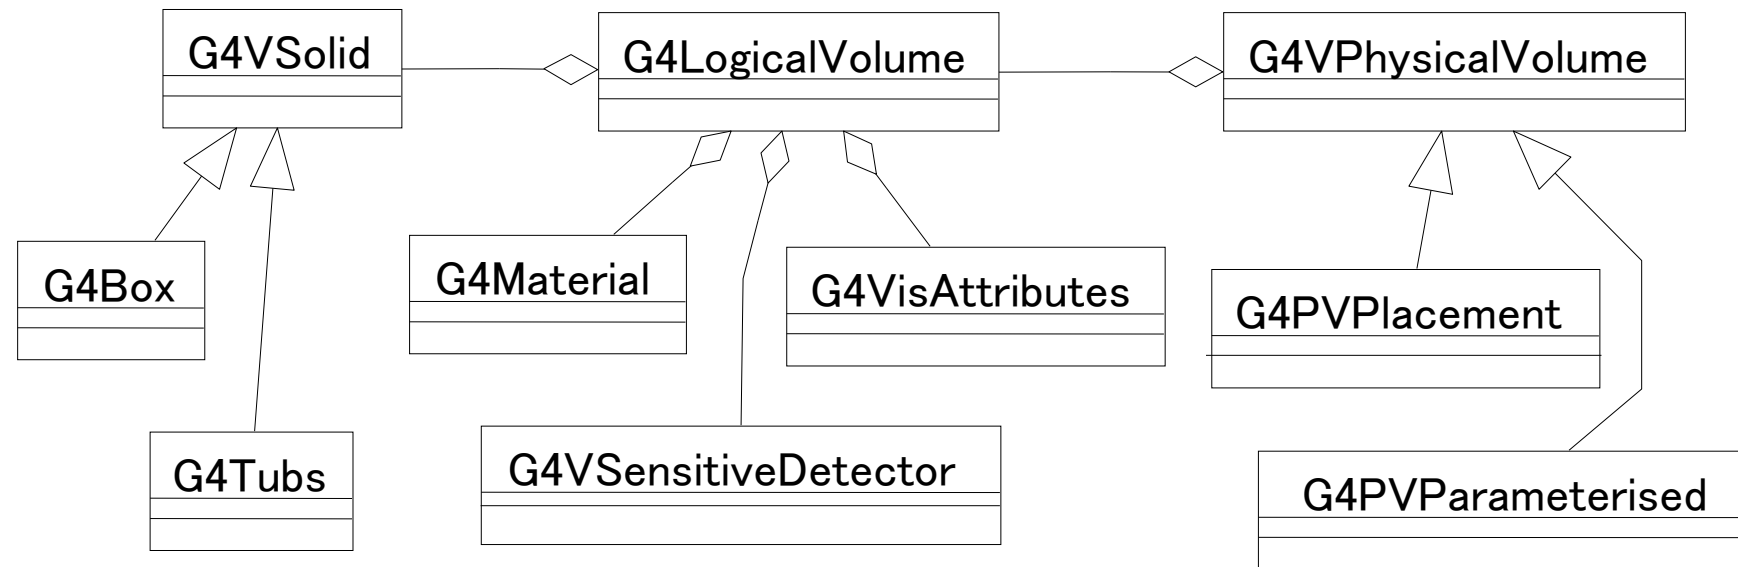 G4VSolid
G4LogicalVolume
G4VPhysicalVolume
G4Box
G4Material
G4VisAttributes
G4PVPlacement
G4Tubs
G4VSensitiveDetector
G4PVParameterised